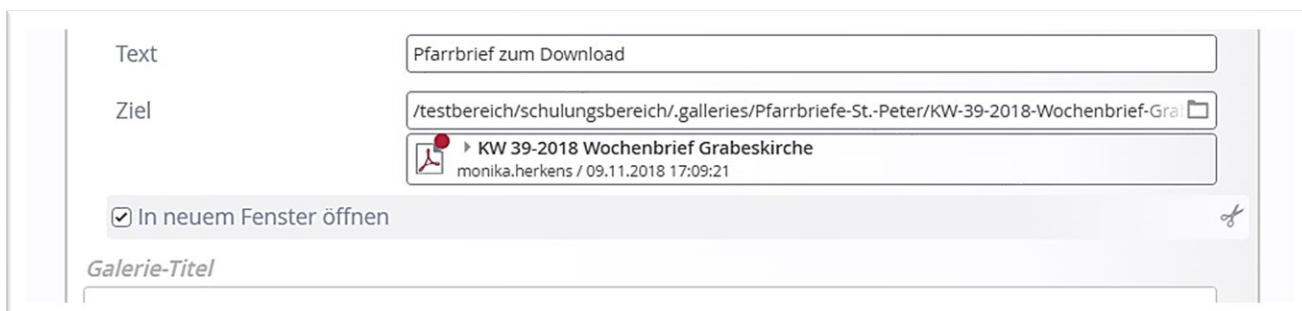 Text
Pfarrbrief zum Download
Ziel
/testbereich/schulungsbereich/.galleries/Pfarrbriefe-St.-Peter/KW-39-2018-Wochenbrief-Gra
KW 39-2018 Wochenbrief Grabeskirche
monika.herkens / 09.11.2018 17:09:21
In neuem Fenster öffnen
Galerie-Titel